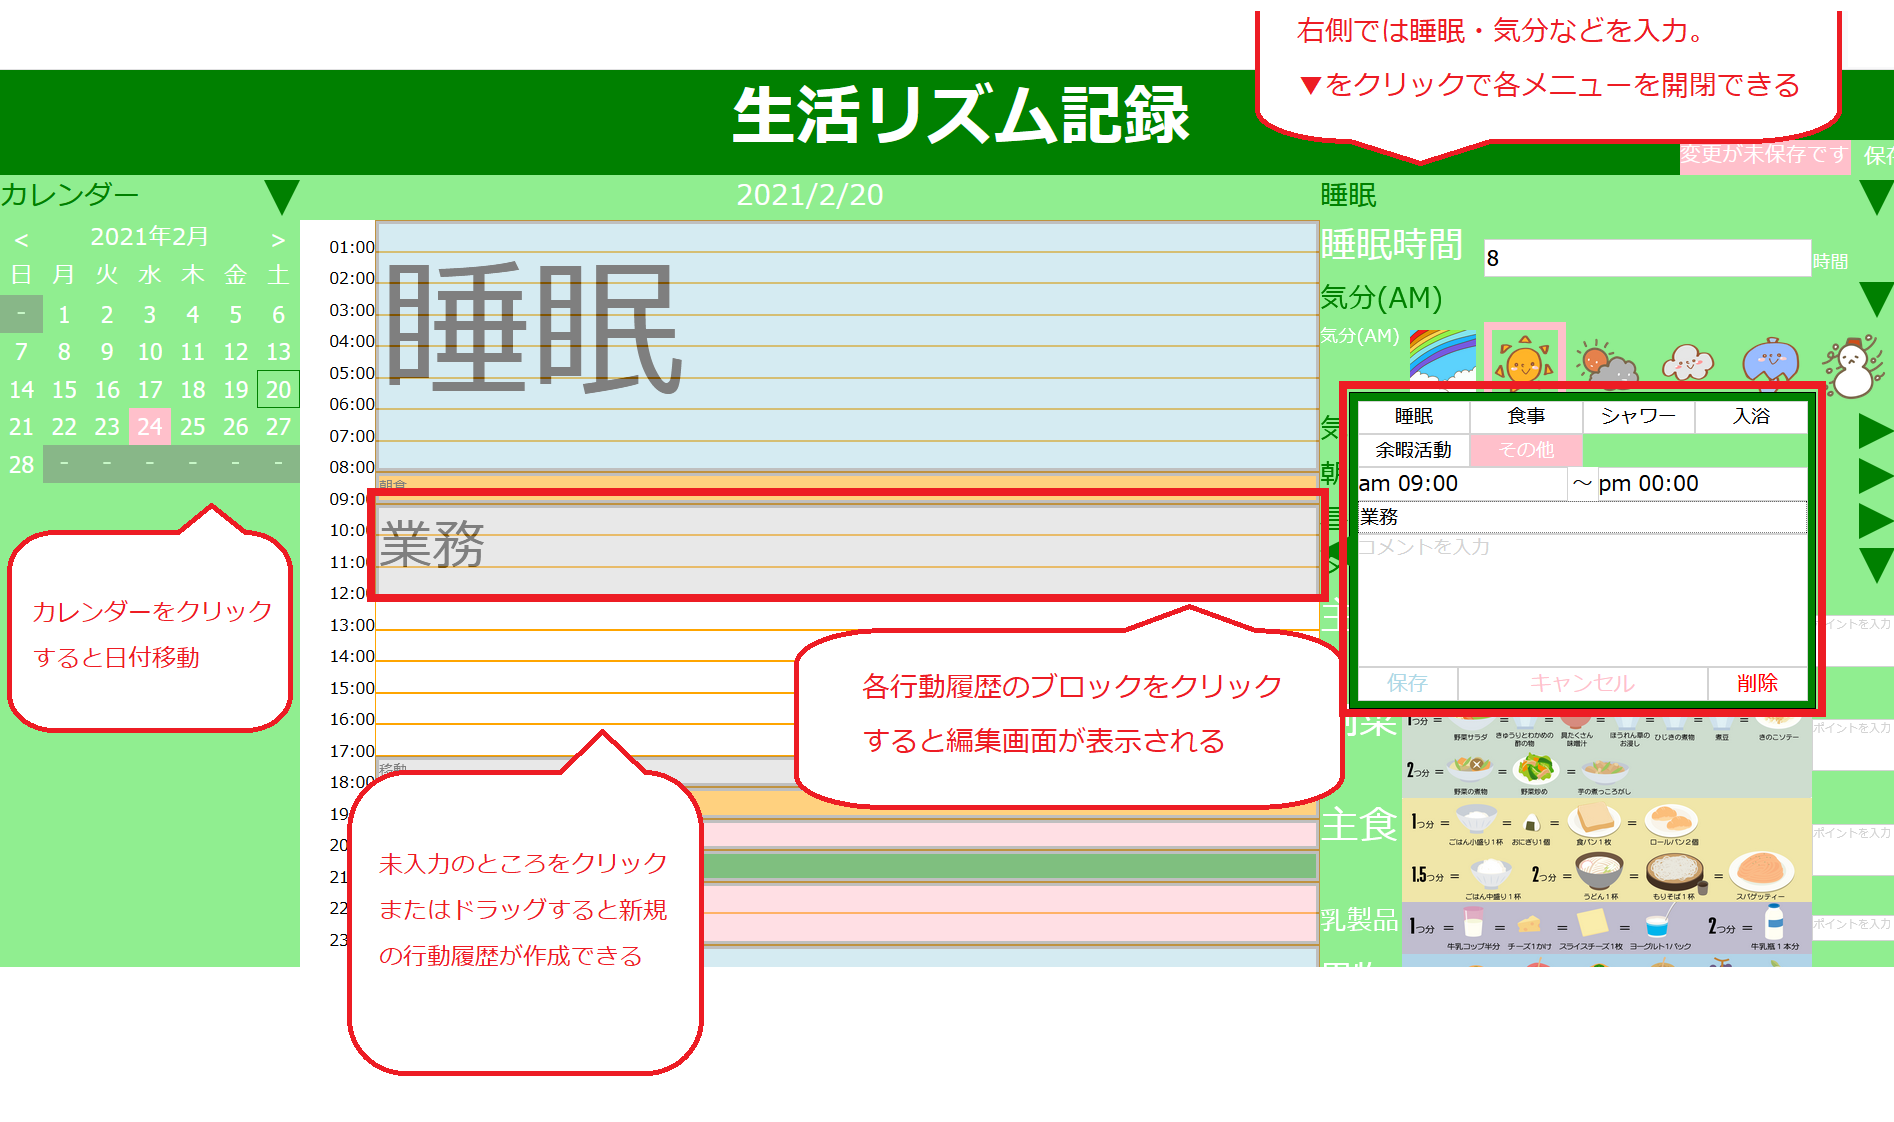 右側では睡眠・気分などを入力。
▼をクリックで各メニューを開閉できる
生活リズム記録
変更が未保存です 保存
カレンダー
2021/2/20
睡眠
< 2021年2月 >
日 月 火 水 木 金 土
- 1 2 3 4 5 6
7 8 9 10 11 12 13
14 15 16 17 18 19 20
21 22 23 24 25 26 27
28 - - - - - -
カレンダーをクリック
すると日付移動
01:00
02:00
03:00
04:00
05:00
06:00
07:00
08:00
09:00
10:00
11:00
12:00
13:00
14:00
15:00
16:00
17:00
18:00
19
20
21
22
23
睡眠
朝食
業務
移動
各行動履歴のブロックをクリック
すると編集画面が表示される
未入力のところをクリック
またはドラッグすると新規
の行動履歴が作成できる
睡眠時間 8 時間
気分(AM)
気分(AM)
気
朝
睡眠 食事 シャワー 入浴
余暇活動 その他
am 09:00 ～ pm 00:00
業務
コメントを入力
保存 キャンセル 削除
主
イントを入力
副菜
1つ分 = = = = = = =
野菜サラダ きゅうりとわかめの酢の物 具たくさん味噌汁 ほうれん草のお浸し ひじきの煮物 煮豆 きのこソテー
ポイントを入力
2つ分 = = =
野菜の煮物 野菜炒め 芋の煮っころがし
主食
1つ分 = = = =
ごはん小盛り1杯 おにぎり1個 食パン1枚 ロールパン2個
ポイントを入力
1.5つ分 = 2つ分 = = =
ごはん中盛り1杯 うどん1杯 もりそば1杯 スパゲッティー
乳製品
1つ分 = = = = 2つ分 =
牛乳コップ半分 チーズ1かけ スライスチーズ1枚 ヨーグルト1パック 牛乳瓶1本分
ポイントを入力